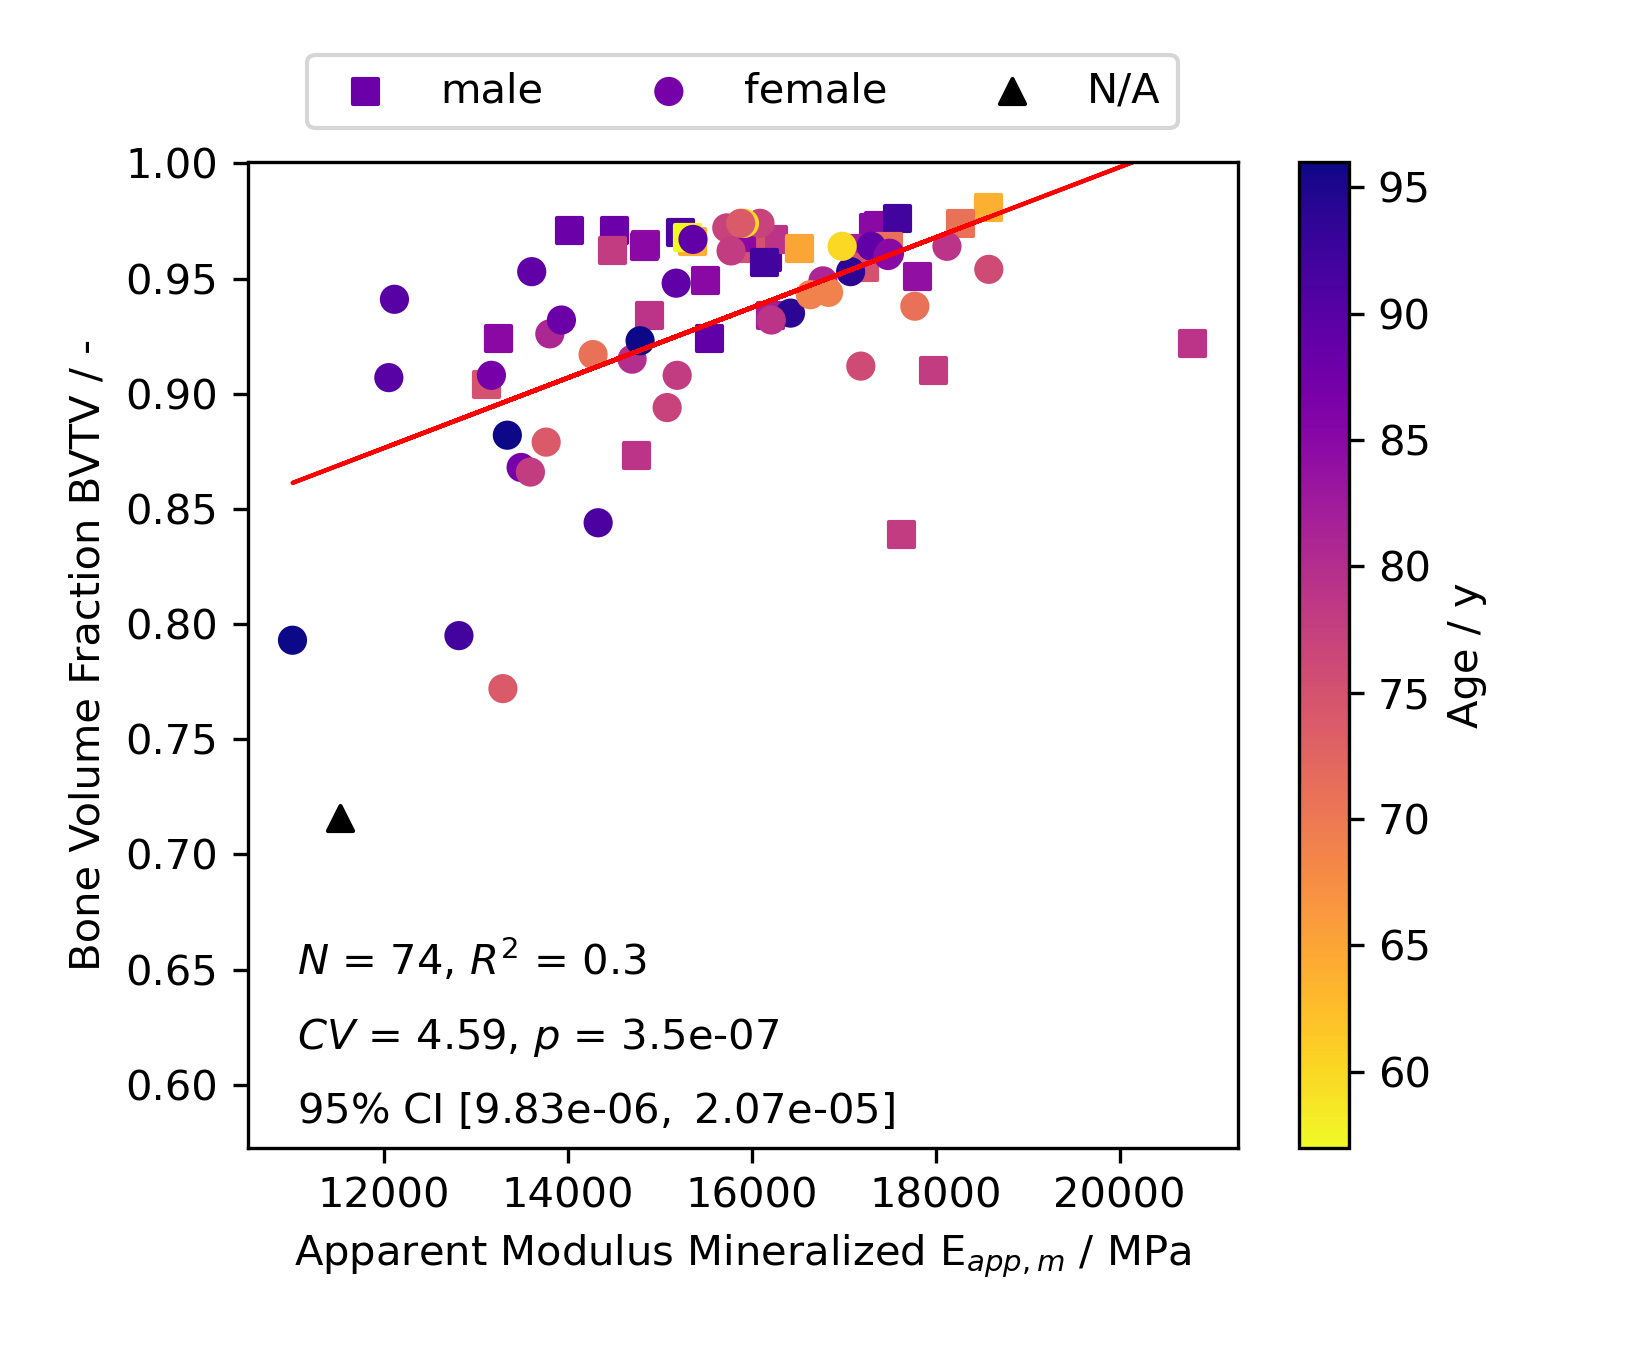 male female N/A
1.00
0.95
0.90
0.85
0.80
0.75
0.70
0.65
0.60
Bone Volume Fraction BVTV / -
N = 74, R² = 0.3
CV = 4.59, p = 3.5e-07
95% CI [9.83e-06, 2.07e-05]
12000 14000 16000 18000 20000
Apparent Modulus Mineralized E_app,m / MPa
95
90
85
80
75
70
65
60
Age / y